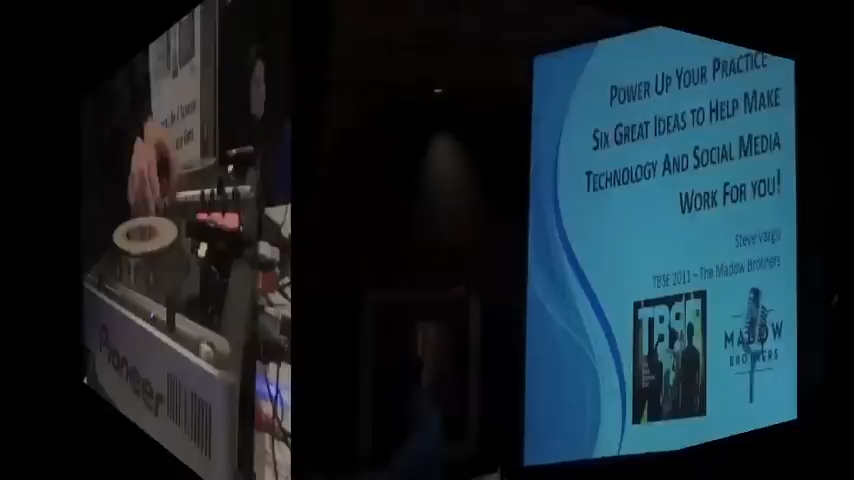 Pioneer
POWER UP YOUR PRACTICE
SIX GREAT IDEAS TO HELP MAKE
TECHNOLOGY AND SOCIAL MEDIA
WORK FOR YOU!
Steve Vargo
TBSE 2011 – The Madow Brothers
TBSE
MADOW
BROTHERS